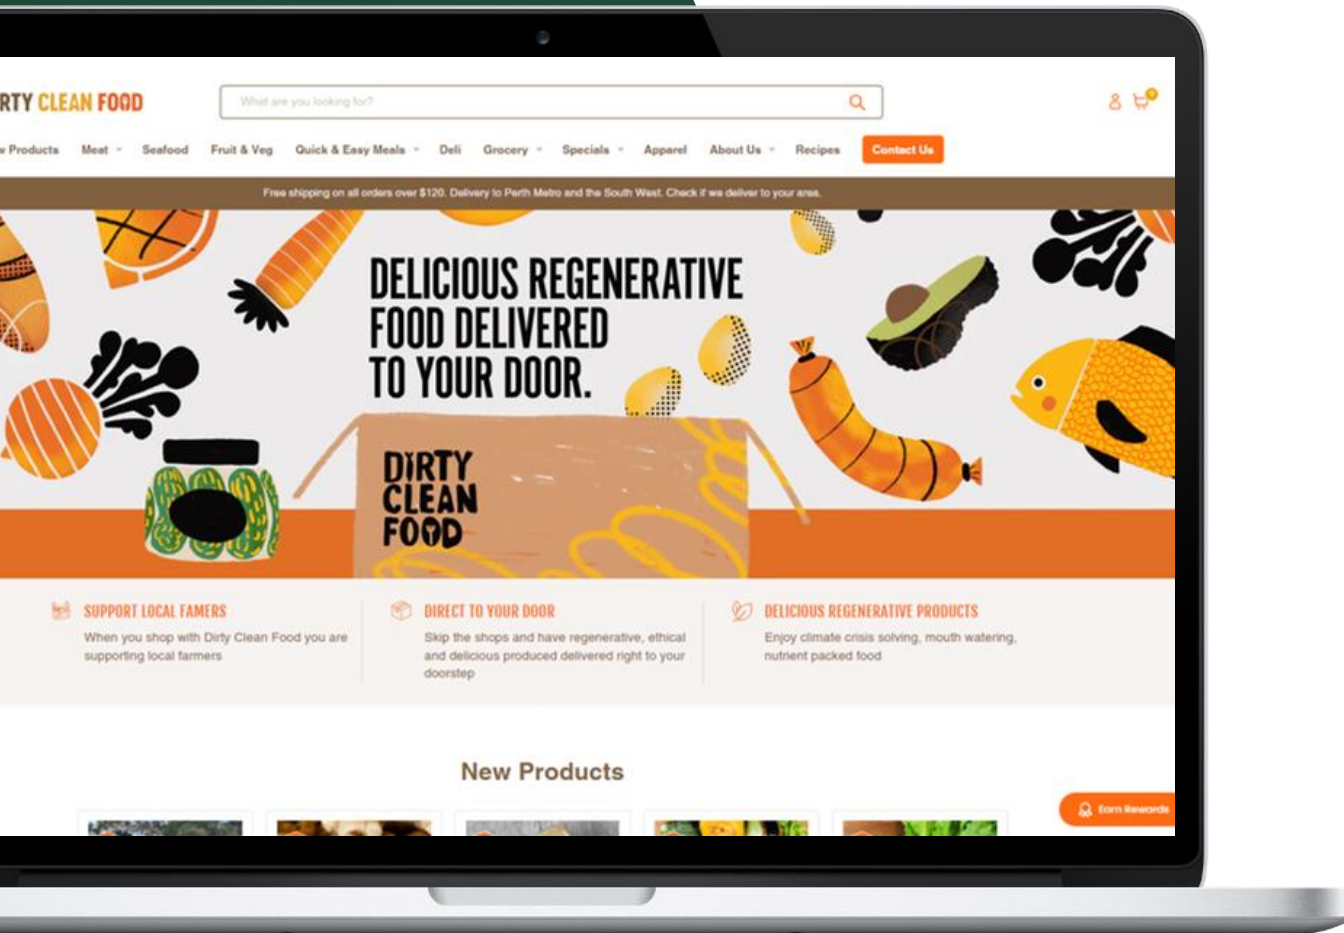 RTY CLEAN FOOD
What are you looking for?
0
w Products Meat Seafood Fruit & Veg Quick & Easy Meals Deli Grocery Specials Apparel About Us Recipes Contact Us
Free shipping on all orders over $120. Delivery to Perth Metro and the South West. Check if we deliver to your area.
DELICIOUS REGENERATIVE
FOOD DELIVERED
TO YOUR DOOR.
DIRTY
CLEAN
FOOD
SUPPORT LOCAL FAMERS
When you shop with Dirty Clean Food you are
supporting local farmers
DIRECT TO YOUR DOOR
Skip the shops and have regenerative, ethical
and delicious produced delivered right to your
doorstep
DELICIOUS REGENERATIVE PRODUCTS
Enjoy climate crisis solving, mouth watering,
nutrient packed food
New Products
Earn Rewards